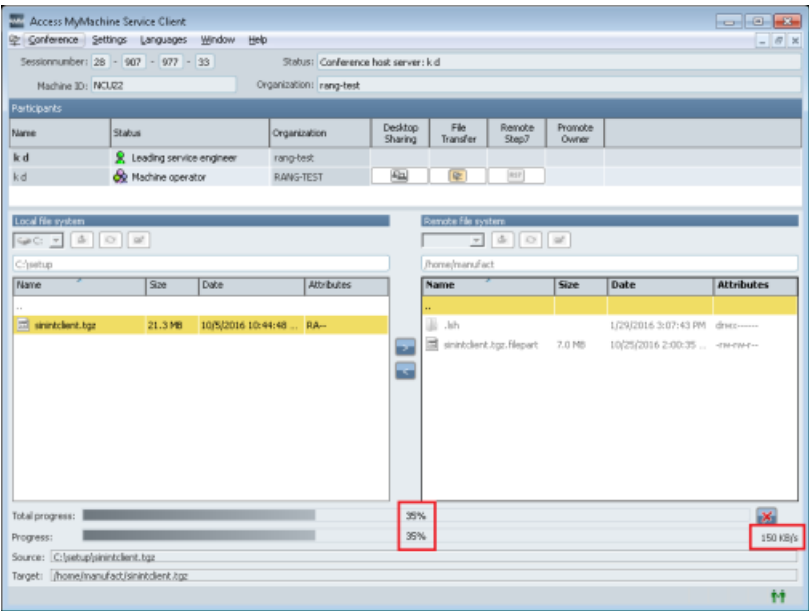 Access MyMachine Service Client
Conference Settings Languages Window Help
Sessionnumber: 28 - 907 - 977 - 33 Status: Conference host server: k d
Machine ID: NCU22 Organization: rang-test
Participants
Name Status Organization Desktop Sharing File Transfer Remote Step7 Promote Owner
k d Leading service engineer rang-test
k d Machine operator RANG-TEST
Local file system Remote file system
C:
C:\setup /home/manufact
Name Size Date Attributes Name Size Date Attributes
.. ..
sinintclient.tgz 21.3 MB 10/5/2016 10:44:48 ... RA-- .lsh 1/29/2016 3:07:43 PM
sinintclient.tgz.filepart 7.0 MB 10/25/2016 2:00:35 ... -rw-rw-r--
> 
<
Total progress: 35%
Progress: 35% 150 KB/s
Source: C:\setup\sinintclient.tgz
Target: /home/manufact/sinintclient.tgz